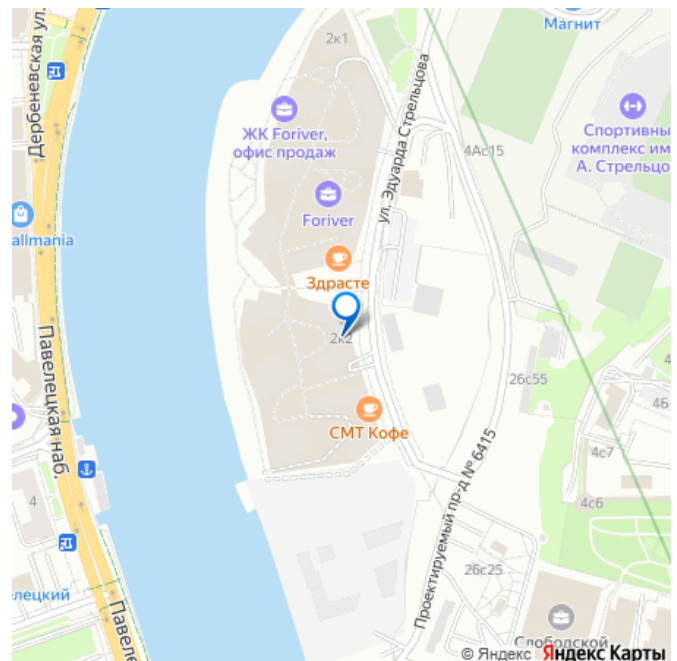 Дербеневская ул.
2к1
Магнит
ЖК Foriver,
офис продаж
ул. Эдуарда Стрельцова
4Ас15
Спортивны
комплекс им
А. Стрельцо
Foriver
allmania
Здрасте
2к2
Павелецкая наб.
26с55
4Б
СМТ Кофе
4с7
4
Проектируемый пр-д № 6415
4с6
лецкий
Павелец
26с25
Слободской
© Яндекс Яндекс Карты